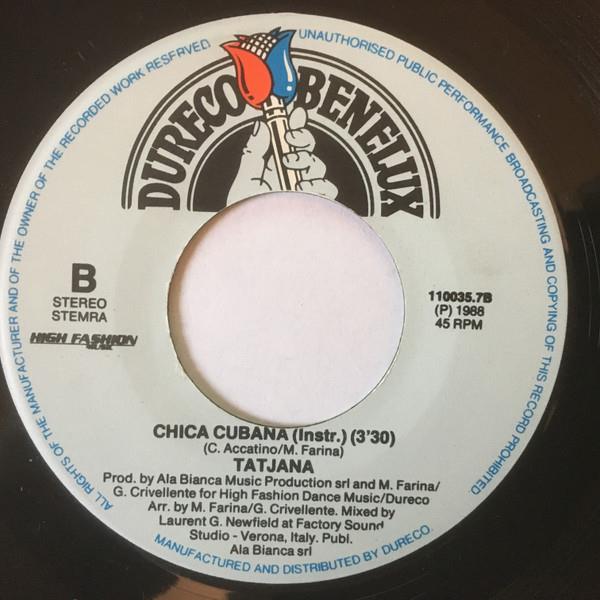 ALL RIGHTS OF THE MANUFACTURER AND OF THE OWNER OF THE RECORDED WORK RESERVED
UNAUTHORISED PUBLIC PERFORMANCE BROADCASTING AND COPYING OF THIS RECORD PROHIBITED
DURECO BENELUX
B
STEREO
STEMRA
HIGH FASHION
MUSIC
110035.7B
(P) 1988
45 RPM
CHICA CUBANA (Instr.) (3'30)
(C. Accatino/M. Farina)
TATJANA
Prod. by Ala Bianca Music Production srl and M. Farina/
G. Crivellente for High Fashion Dance Music/Dureco
Arr. by M. Farina/G. Crivellente. Mixed by
Laurent G. Newfield at Factory Sound
Studio - Verona, Italy. Publ.
Ala Bianca srl
MANUFACTURED AND DISTRIBUTED BY DURECO.